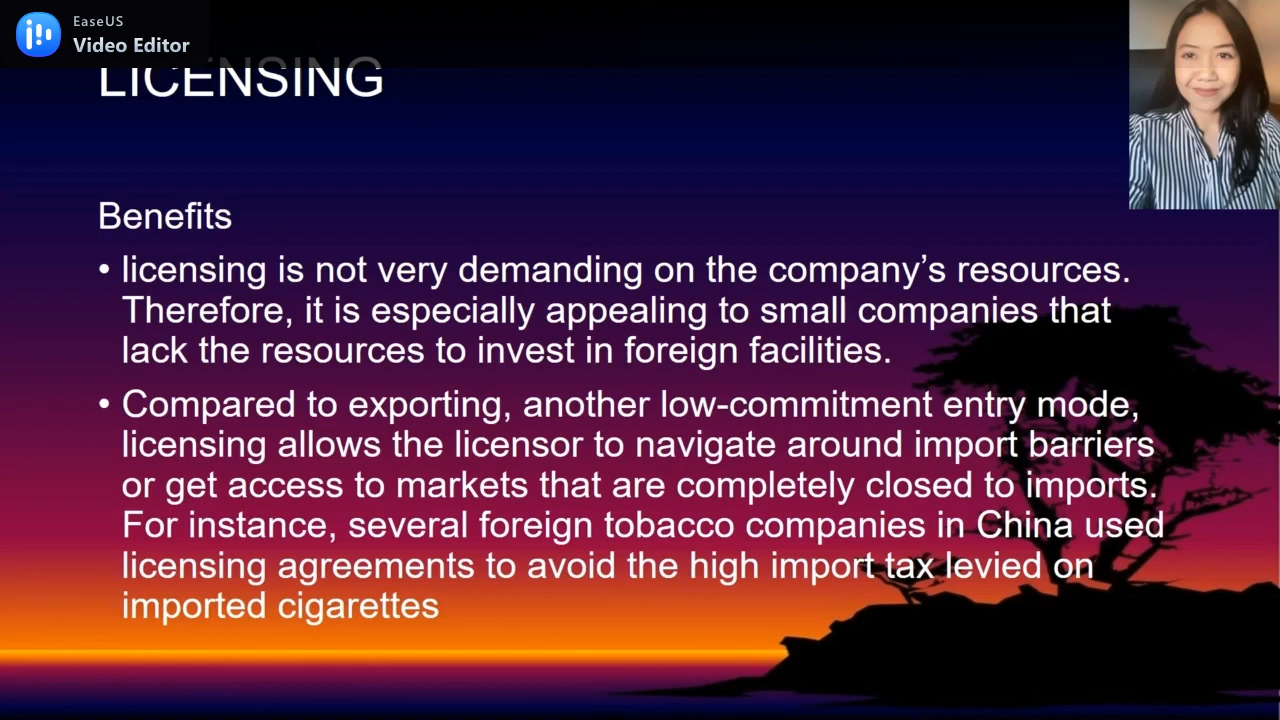 EaseUS
Video Editor
LICENSING
Benefits
• licensing is not very demanding on the company’s resources.
Therefore, it is especially appealing to small companies that
lack the resources to invest in foreign facilities.
• Compared to exporting, another low-commitment entry mode,
licensing allows the licensor to navigate around import barriers
or get access to markets that are completely closed to imports.
For instance, several foreign tobacco companies in China used
licensing agreements to avoid the high import tax levied on
imported cigarettes